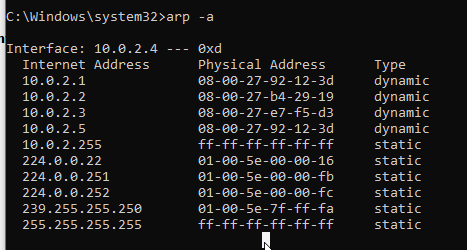 C:\Windows\system32>arp -a
Interface: 10.0.2.4 --- 0xd
Internet Address Physical Address Type
10.0.2.1 08-00-27-92-12-3d dynamic
10.0.2.2 08-00-27-b4-29-19 dynamic
10.0.2.3 08-00-27-e7-f5-d3 dynamic
10.0.2.5 08-00-27-92-12-3d dynamic
10.0.2.255 ff-ff-ff-ff-ff-ff static
224.0.0.22 01-00-5e-00-00-16 static
224.0.0.251 01-00-5e-00-00-fb static
224.0.0.252 01-00-5e-00-00-fc static
239.255.255.250 01-00-5e-7f-ff-fa static
255.255.255.255 ff-ff-ff-ff-ff-ff static